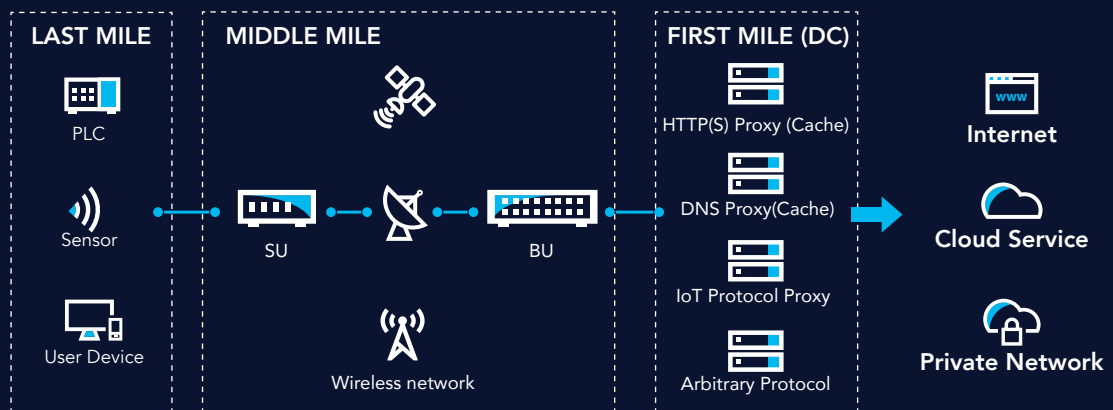 LAST MILE
PLC
Sensor
User Device
MIDDLE MILE
SU
BU
Wireless network
FIRST MILE (DC)
HTTP(S) Proxy (Cache)
DNS Proxy(Cache)
IoT Protocol Proxy
Arbitrary Protocol
www
Internet
Cloud Service
Private Network